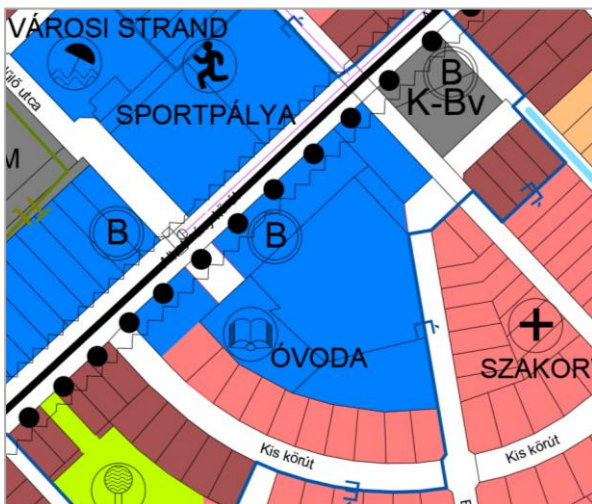 VÁROSI STRAND
SPORTPÁLYA
B
K-Bv
M
B
B
ÓVODA
SZAKOR
Kis körút
Kis körút